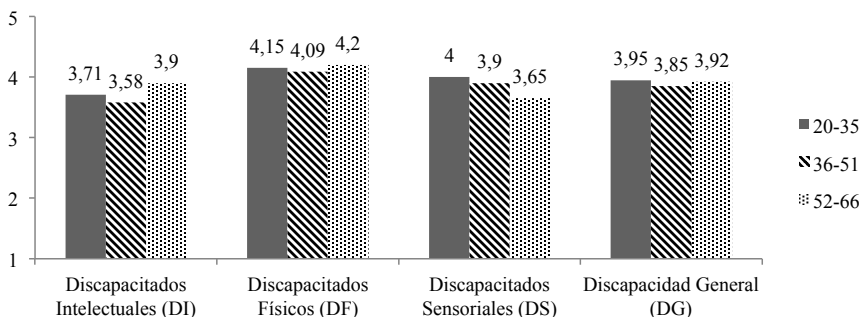 5
4
3
2
1
3,71
3,58
3,9
4,15
4,09
4,2
4
3,9
3,65
3,95
3,85
3,92
Discapacitados
Intelectuales (DI)
Discapacitados
Físicos (DF)
Discapacitados
Sensoriales (DS)
Discapacidad General
(DG)
20-35
36-51
52-66